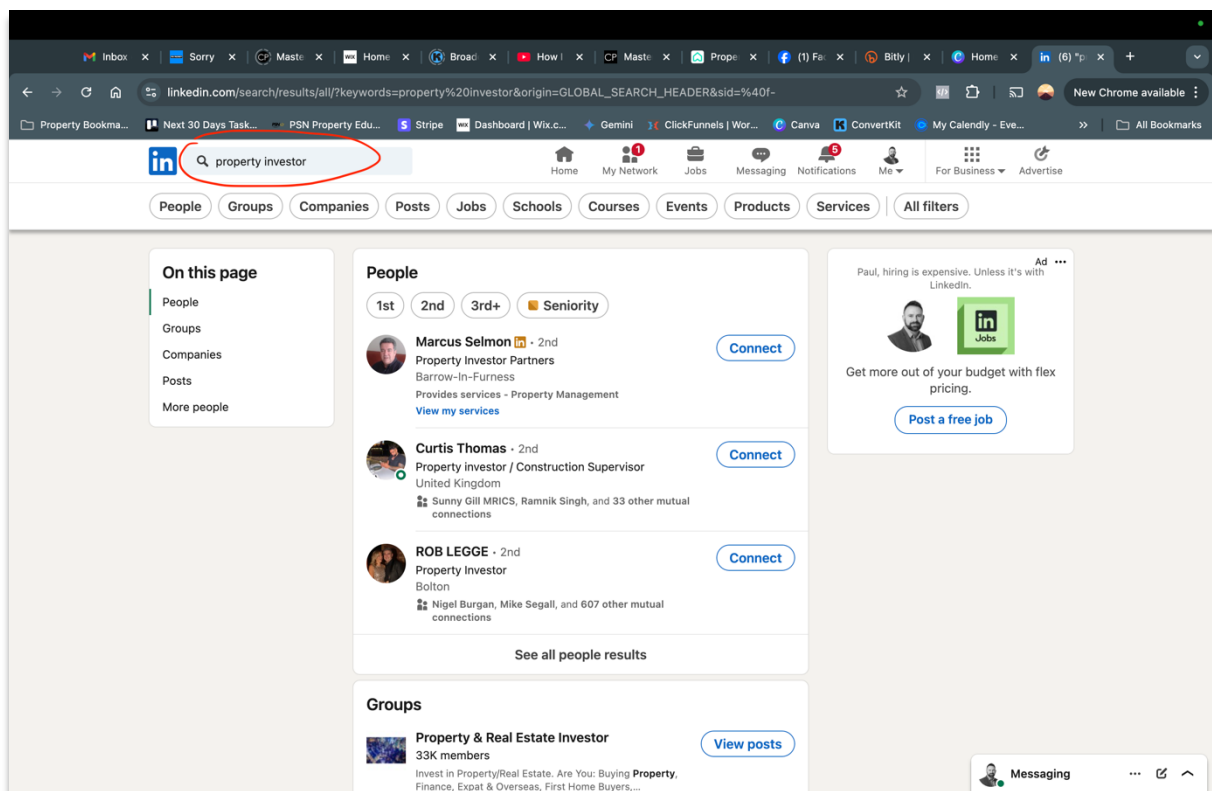 Inbox
Sorry
Maste
Home
Broad
How I
Maste
Prope
(1) Fac
Bitly |
Home
(6) "p
linkedin.com/search/results/all/?keywords=property%20investor&origin=GLOBAL_SEARCH_HEADER&sid=%40f-
New Chrome available
Property Bookma...
Next 30 Days Task...
PSN Property Edu...
Stripe
Dashboard | Wix.c...
Gemini
ClickFunnels | Wor...
Canva
ConvertKit
My Calendly - Eve...
All Bookmarks
in
property investor
Home
1
My Network
Jobs
Messaging
5
Notifications
Me
For Business
Advertise
People
Groups
Companies
Posts
Jobs
Schools
Courses
Events
Products
Services
All filters
On this page
People
Groups
Companies
Posts
More people
People
1st
2nd
3rd+
Seniority
Marcus Selmon in • 2nd
Property Investor Partners
Barrow-In-Furness
Provides services - Property Management
View my services
Connect
Curtis Thomas • 2nd
Property investor / Construction Supervisor
United Kingdom
Sunny Gill MRICS, Ramnik Singh, and 33 other mutual
connections
Connect
ROB LEGGE • 2nd
Property Investor
Bolton
Nigel Burgan, Mike Segall, and 607 other mutual
connections
Connect
See all people results
Groups
Property & Real Estate Investor
33K members
Invest in Property/Real Estate. Are You: Buying Property,
Finance, Expat & Overseas, First Home Buyers,...
View posts
Ad
Paul, hiring is expensive. Unless it's with
LinkedIn.
in
Jobs
Get more out of your budget with flex
pricing.
Post a free job
Messaging